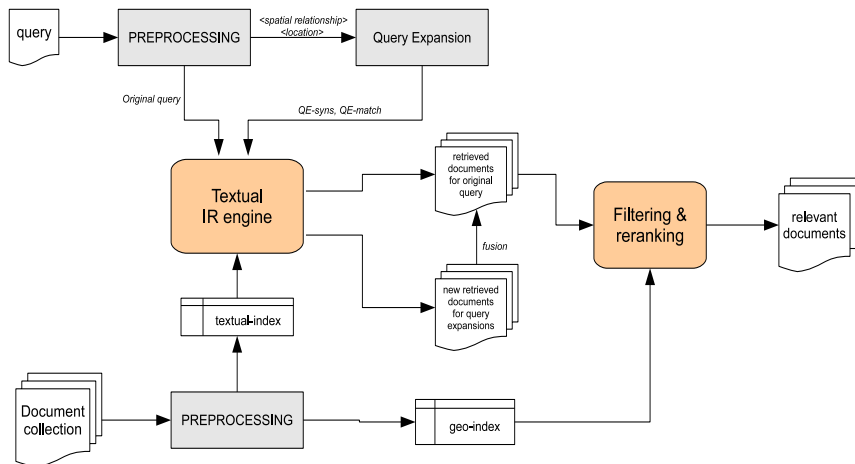 query
PREPROCESSING
<spatial relationship>
<location>
Query Expansion
Original query
QE-syns, QE-match
Textual
IR engine
retrieved
documents
for original
query
Filtering &
reranking
relevant
documents
fusion
new retrieved
documents
for query
expansions
textual-index
Document
collection
PREPROCESSING
geo-index